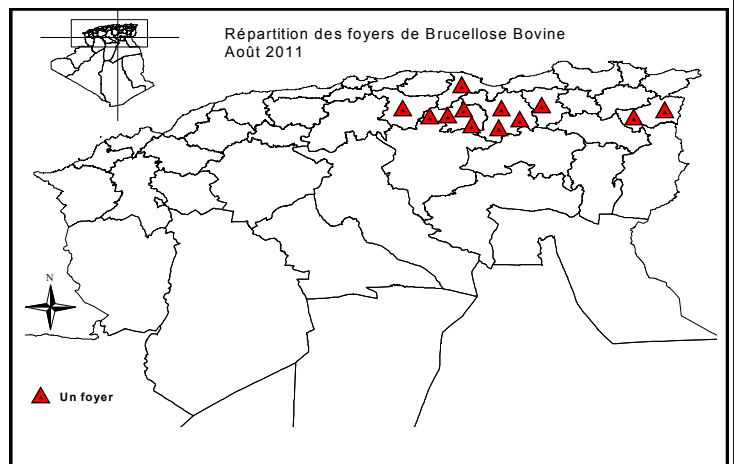 Répartition des foyers de Brucellose Bovine
Août 2011
N
Un foyer